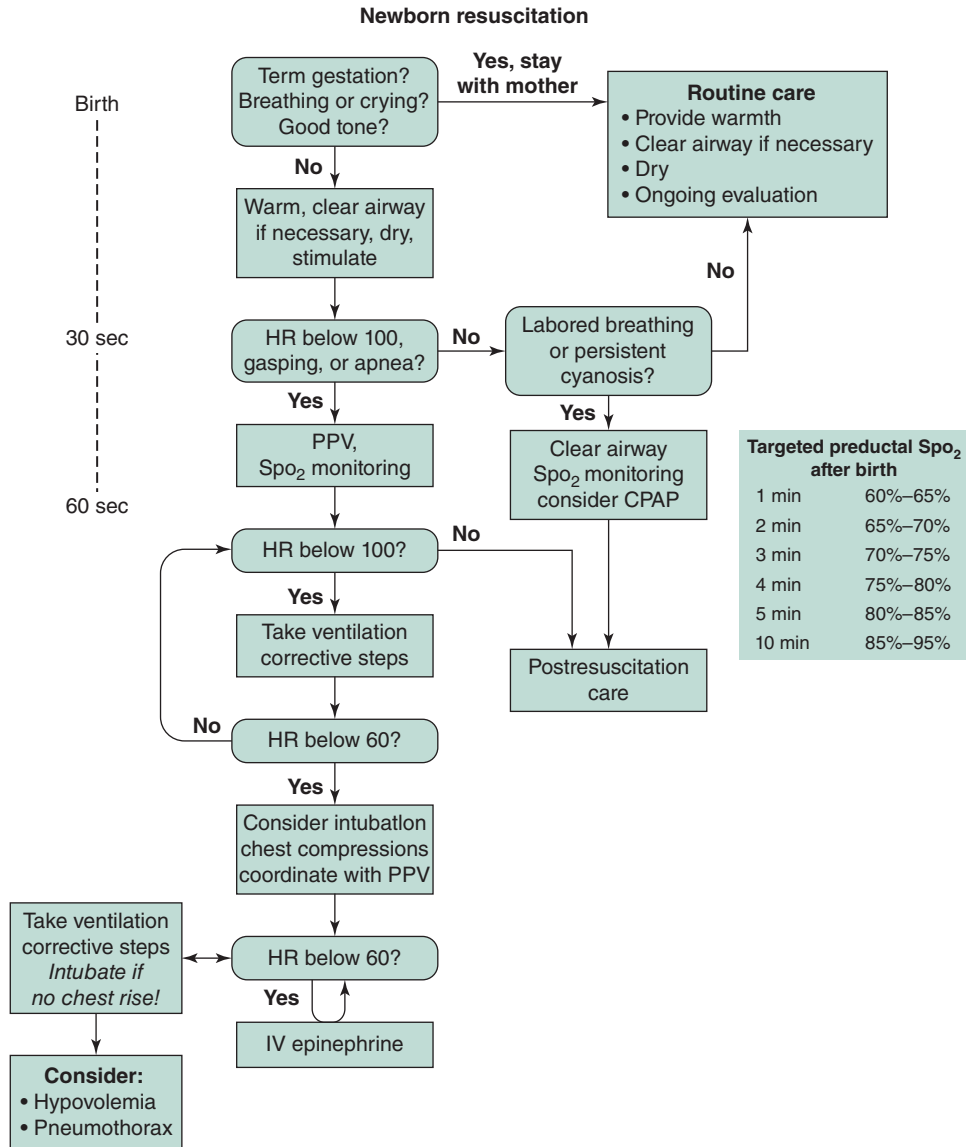 Newborn resuscitation
Birth
30 sec
60 sec
Term gestation?
Breathing or crying?
Good tone?
Yes, stay
with mother
Routine care
• Provide warmth
• Clear airway if necessary
• Dry
• Ongoing evaluation
No
Warm, clear airway
if necessary, dry,
stimulate
No
HR below 100,
gasping, or apnea?
No
Labored breathing
or persistent
cyanosis?
Yes
Yes
PPV,
Spo2 monitoring
Clear airway
Spo2 monitoring
consider CPAP
Targeted preductal Spo2
after birth
1 min 60%–65%
2 min 65%–70%
3 min 70%–75%
4 min 75%–80%
5 min 80%–85%
10 min 85%–95%
HR below 100?
No
Yes
Take ventilation
corrective steps
Postresuscitation
care
No
HR below 60?
Yes
Consider intubatIon
chest compressions
coordinate with PPV
Take ventilation
corrective steps
Intubate if
no chest rise!
HR below 60?
Yes
IV epinephrine
Consider:
• Hypovolemia
• Pneumothorax